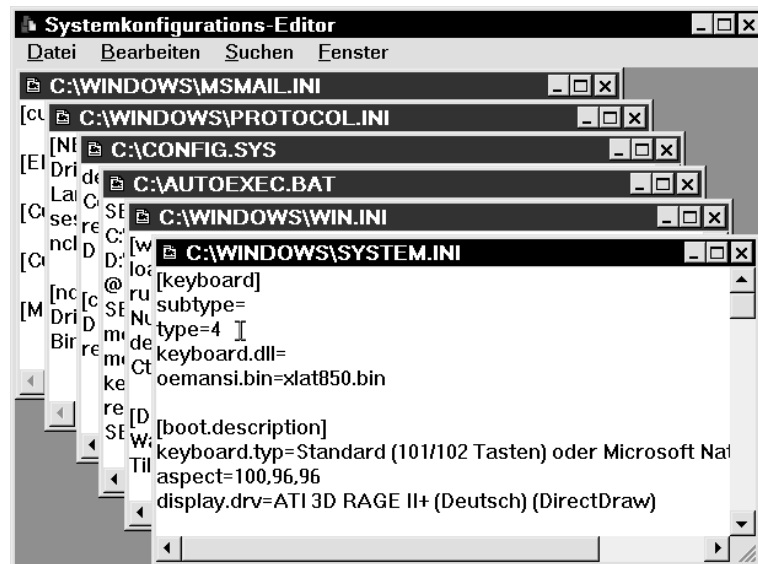 Systemkonfigurations-Editor
Datei Bearbeiten Suchen Fenster
C:\WINDOWS\MSMAIL.INI
C:\WINDOWS\PROTOCOL.INI
C:\CONFIG.SYS
C:\AUTOEXEC.BAT
C:\WINDOWS\WIN.INI
C:\WINDOWS\SYSTEM.INI
[keyboard]
subtype=
type=4
keyboard.dll=
oemansi.bin=xlat850.bin
[boot.description]
keyboard.typ=Standard (101/102 Tasten) oder Microsoft Nat
aspect=100,96,96
display.drv=ATI 3D RAGE II+ (Deutsch) (DirectDraw)